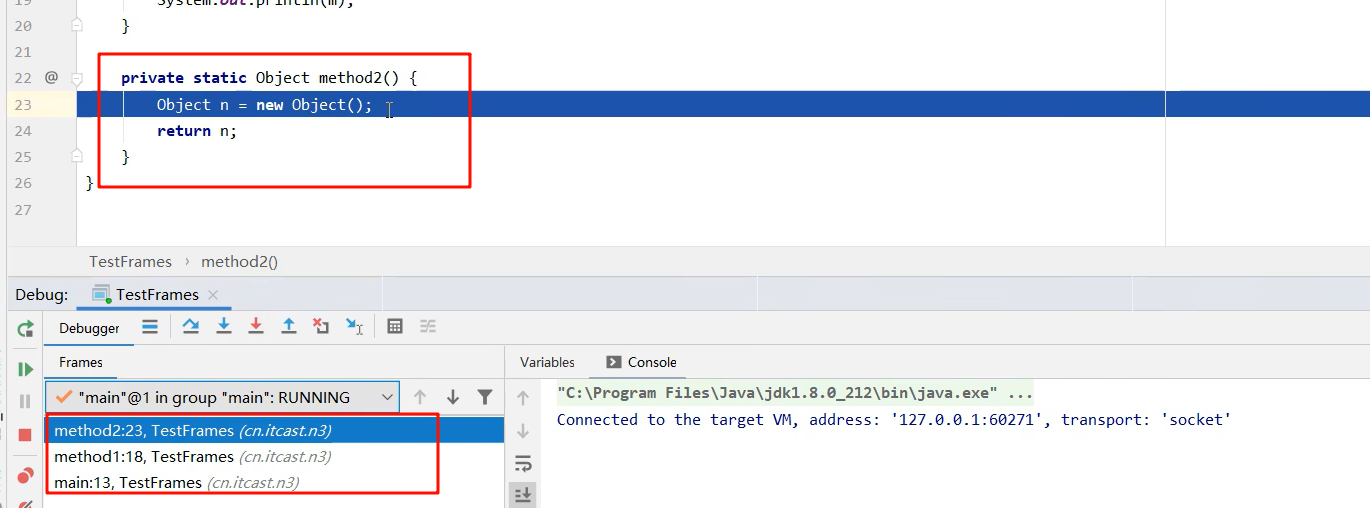 19 System.out.println(m);
20 }
21
22 @ private static Object method2() {
23 Object n = new Object();
24 return n;
25 }
26 }
27
TestFrames › method2()
Debug: TestFrames ×
Debugger
Frames
Variables Console
"main"@1 in group "main": RUNNING
method2:23, TestFrames (cn.itcast.n3)
method1:18, TestFrames (cn.itcast.n3)
main:13, TestFrames (cn.itcast.n3)
"C:\Program Files\Java\jdk1.8.0_212\bin\java.exe" ...
Connected to the target VM, address: '127.0.0.1:60271', transport: 'socket'